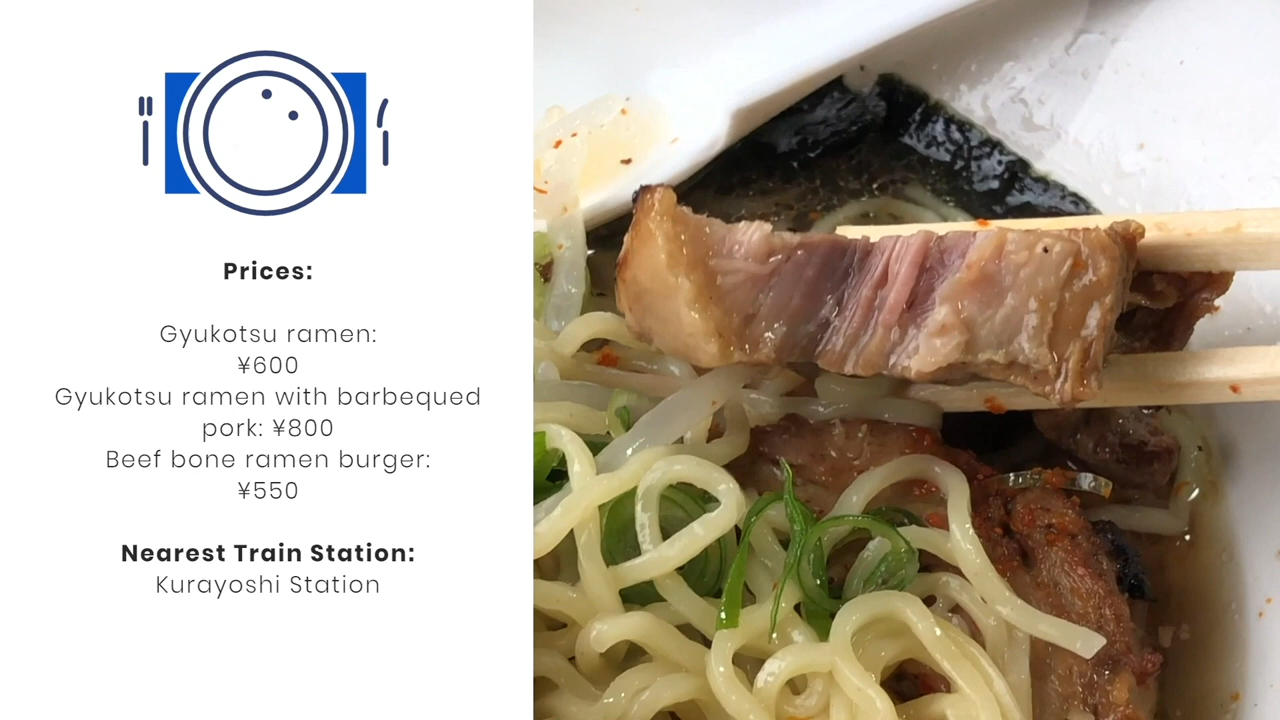 Prices:
Gyukotsu ramen:
¥600
Gyukotsu ramen with barbequed
pork: ¥800
Beef bone ramen burger:
¥550
Nearest Train Station:
Kurayoshi Station